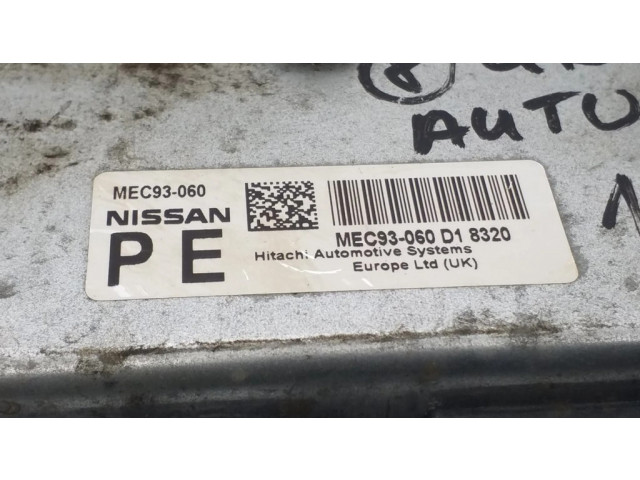 AUTO
MEC93-060
NISSAN
PE
MEC93-060 D1 8320
Hitachi Automotive Systems
Europe Ltd (UK)